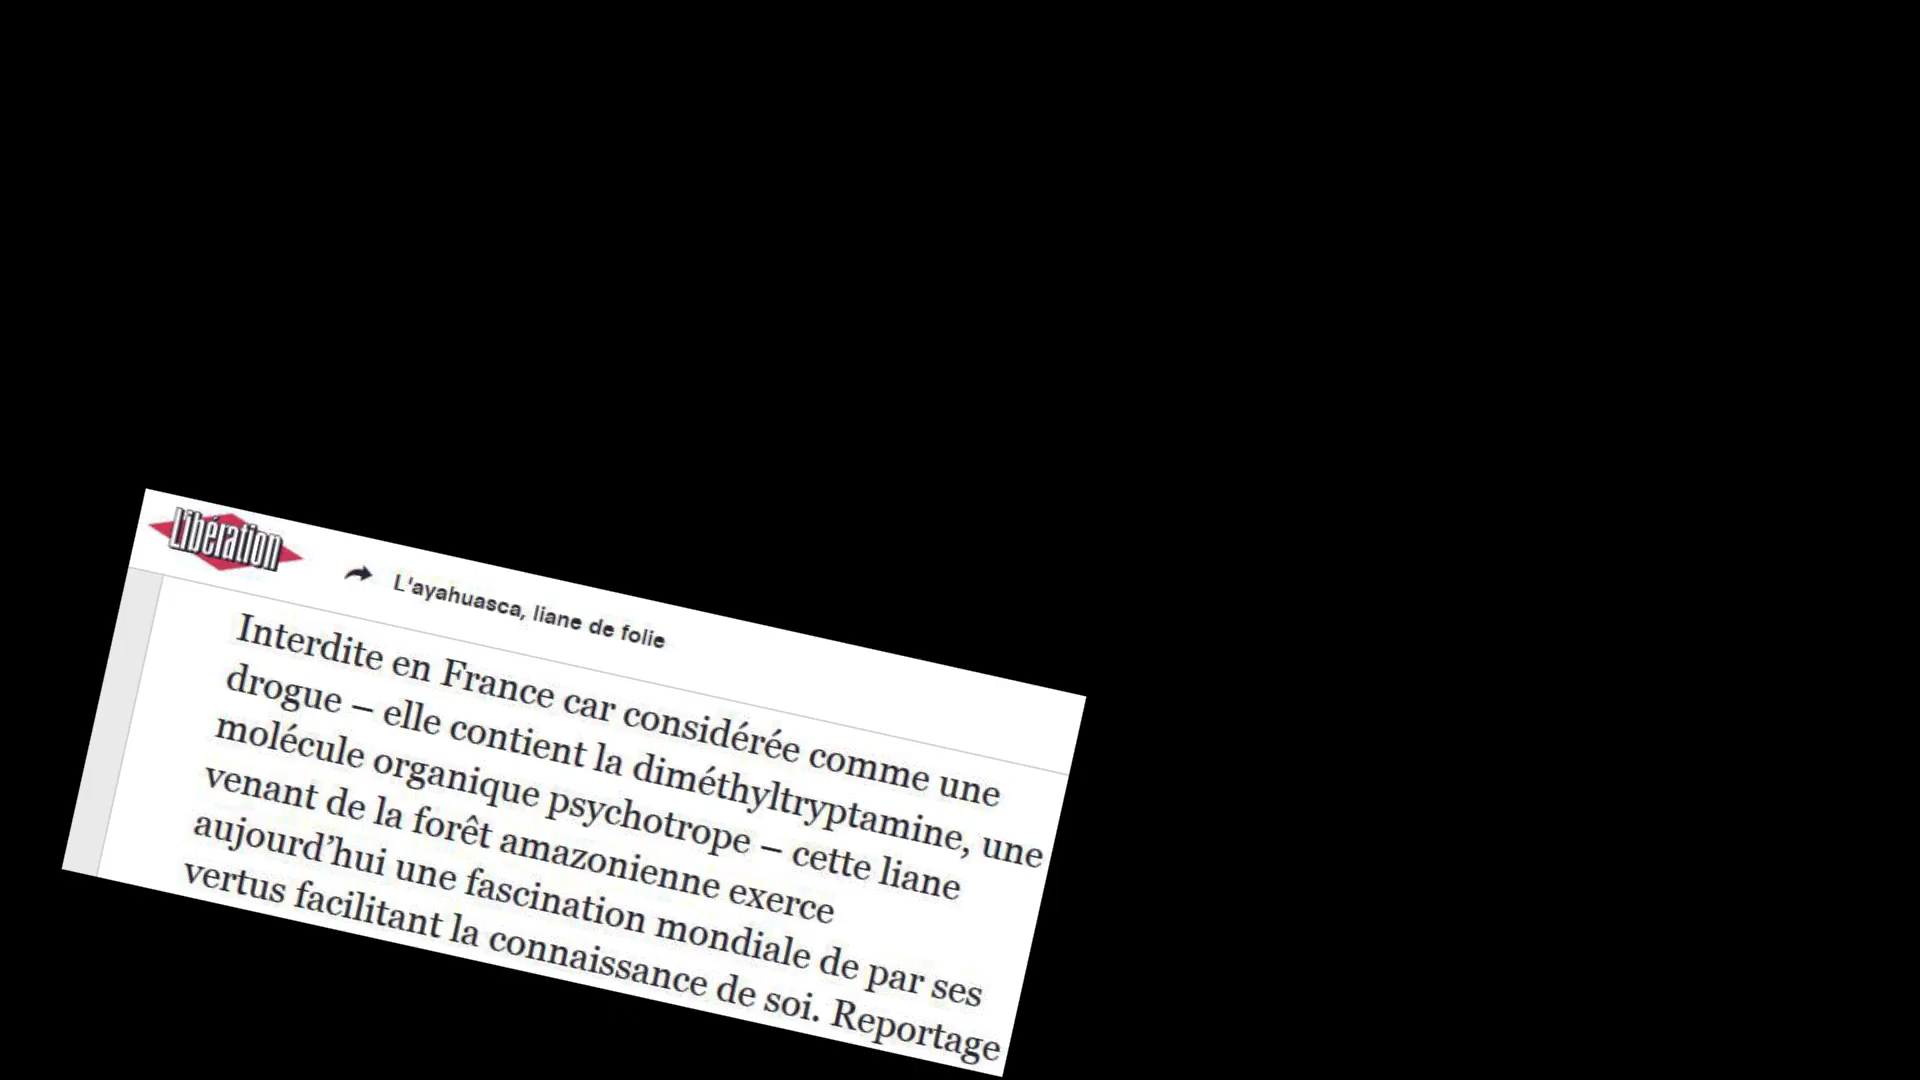 Libération
L'ayahuasca, liane de folie
Interdite en France car considérée comme une
drogue – elle contient la diméthyltryptamine, une
molécule organique psychotrope – cette liane
venant de la forêt amazonienne exerce
aujourd’hui une fascination mondiale de par ses
vertus facilitant la connaissance de soi. Reportage